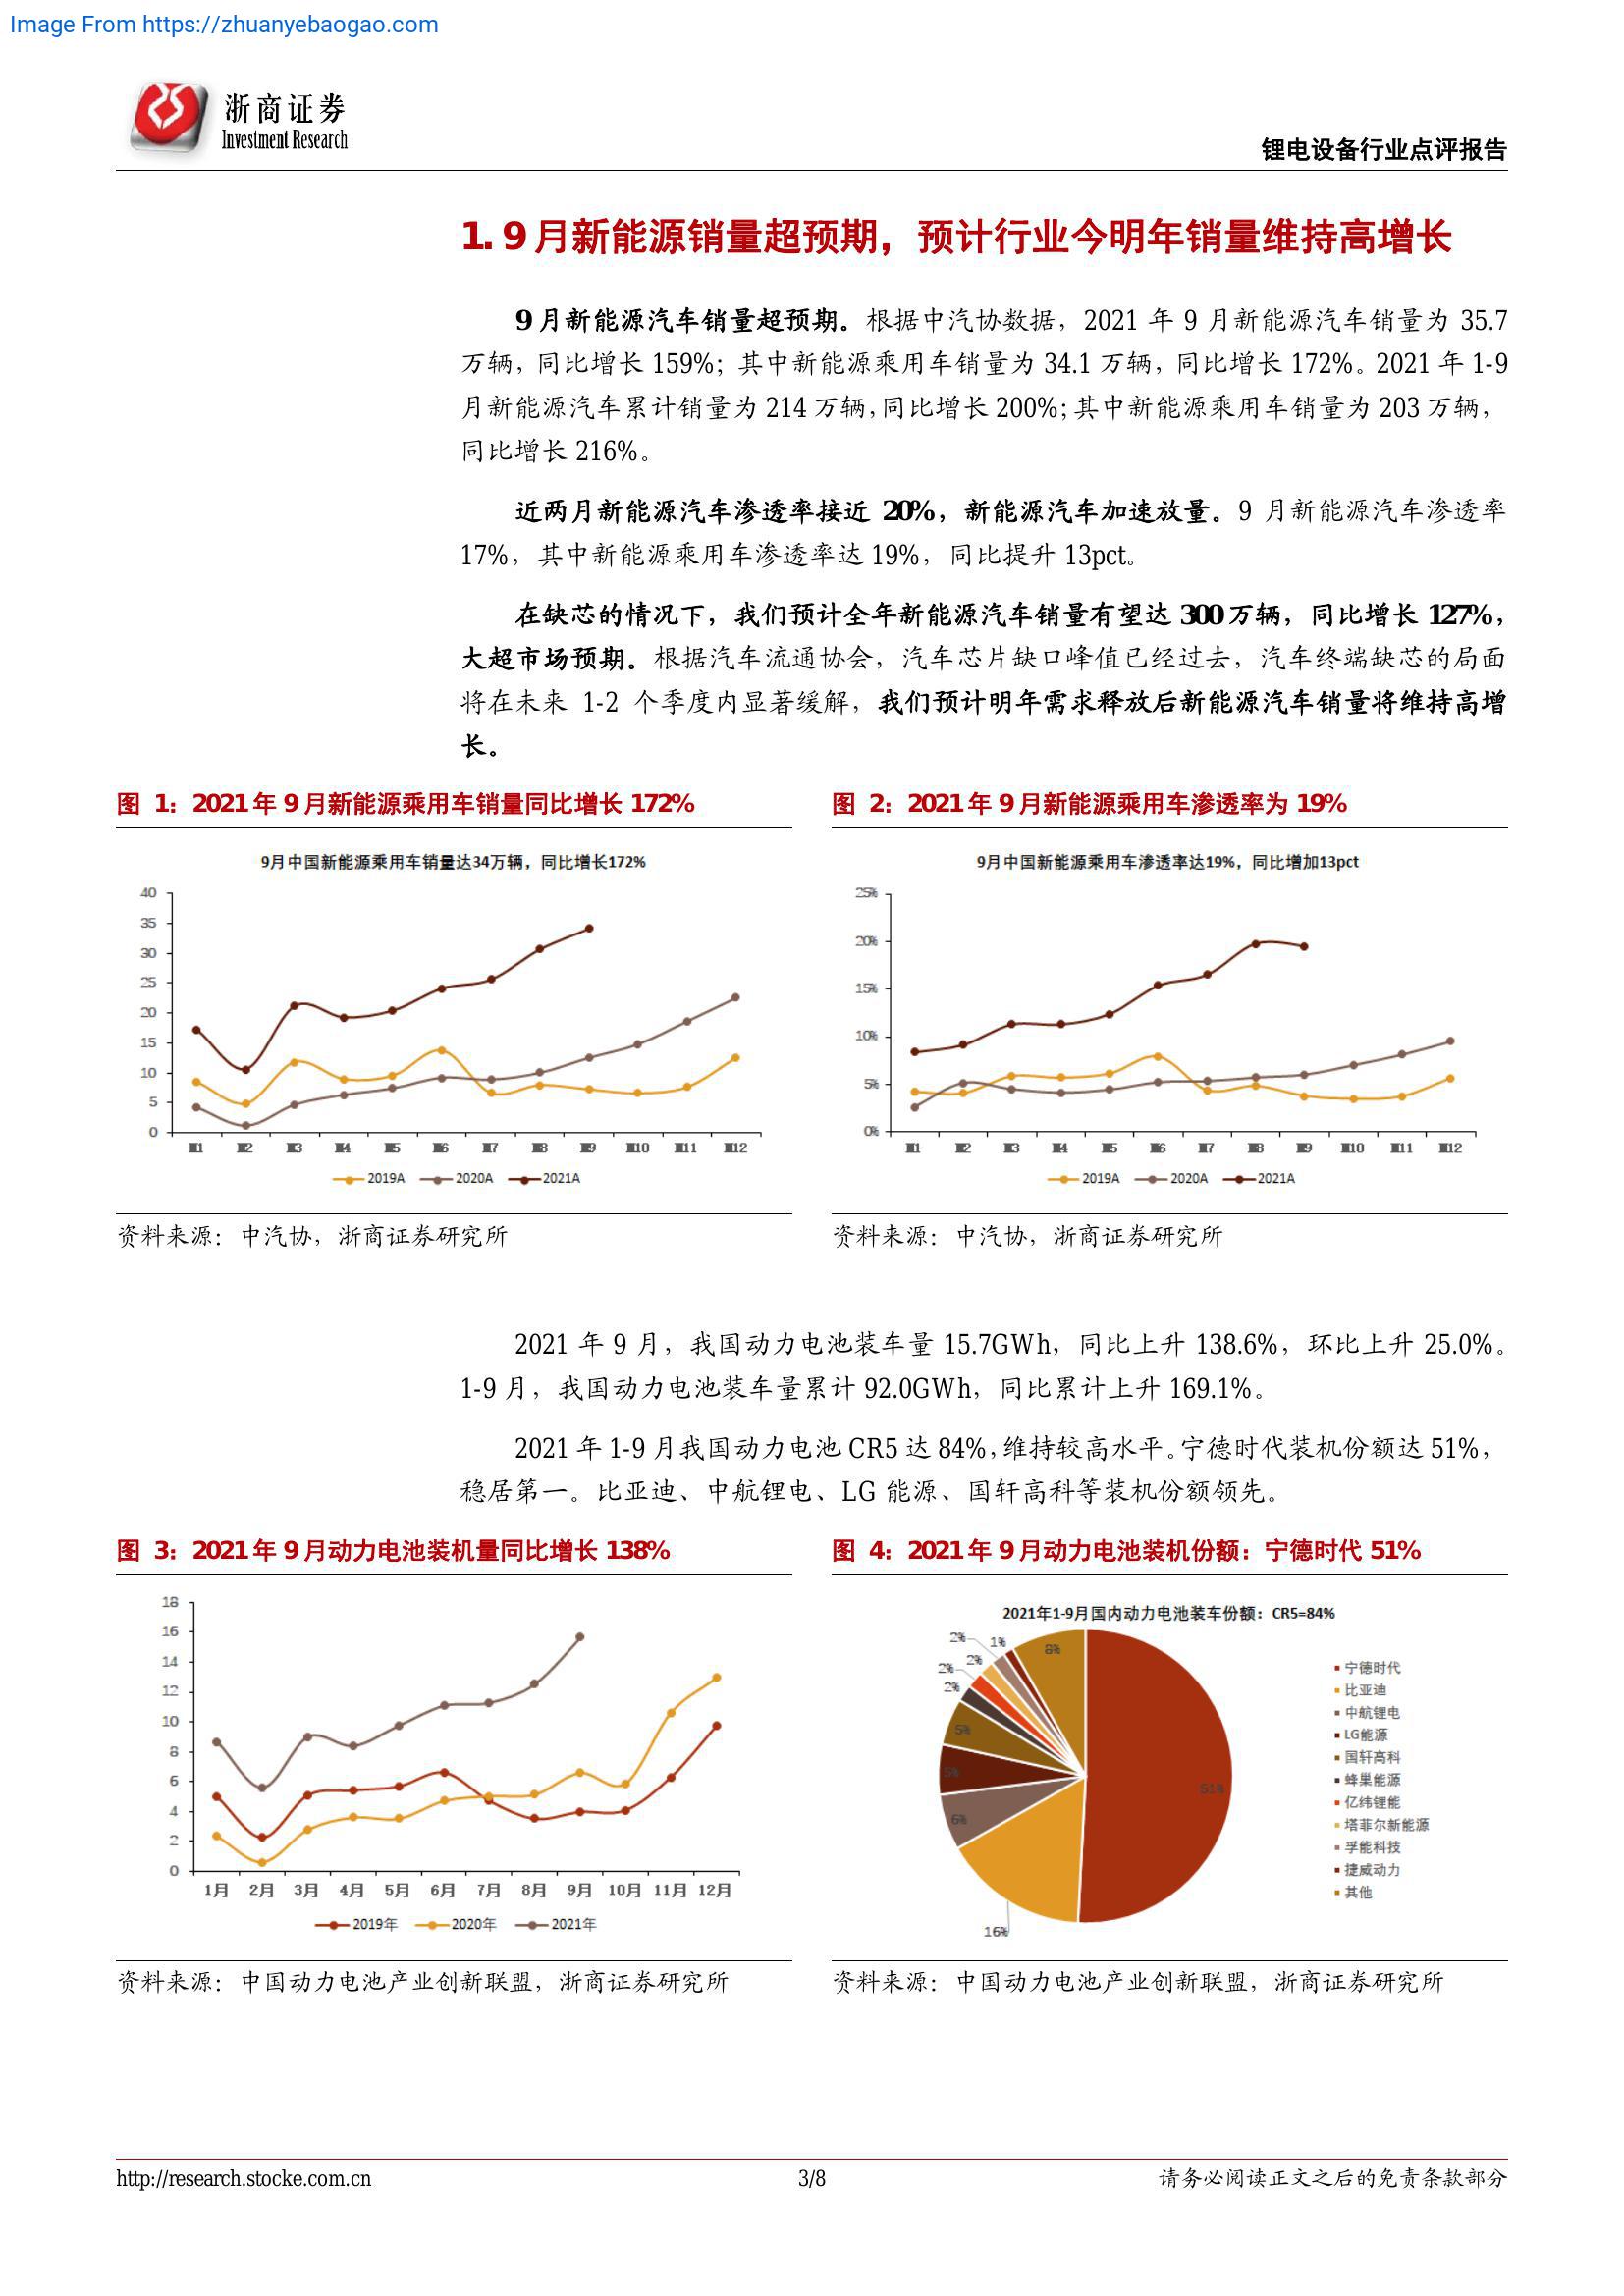 Image From https://zhuanyebaogao.com
浙商证券
Investment Research
锂电设备行业点评报告
1. 9 月新能源销量超预期，预计行业今明年销量维持高增长
9 月新能源汽车销量超预期。根据中汽协数据，2021 年 9 月新能源汽车销量为 35.7
万辆，同比增长 159%；其中新能源乘用车销量为 34.1 万辆，同比增长 172%。2021 年 1-9
月新能源汽车累计销量为 214 万辆，同比增长 200%；其中新能源乘用车销量为 203 万辆，
同比增长 216%。
近两月新能源汽车渗透率接近 20%，新能源汽车加速放量。9 月新能源汽车渗透率
17%，其中新能源乘用车渗透率达 19%，同比提升 13pct。
在缺芯的情况下，我们预计全年新能源汽车销量有望达 300 万辆，同比增长 127%，
大超市场预期。根据汽车流通协会，汽车芯片缺口峰值已经过去，汽车终端缺芯的局面
将在未来 1-2 个季度内显著缓解，我们预计明年需求释放后新能源汽车销量将维持高增
长。
图 1：2021 年 9 月新能源乘用车销量同比增长 172%
9月中国新能源乘用车销量达34万辆，同比增长172%
40
35
30
25
20
15
10
5
0
M1 M2 M3 M4 M5 M6 M7 M8 M9 M10 M11 M12
2019A 2020A 2021A
资料来源：中汽协，浙商证券研究所
图 2：2021 年 9 月新能源乘用车渗透率为 19%
9月中国新能源乘用车渗透率达19%，同比增加13pct
25%
20%
15%
10%
5%
0%
M1 M2 M3 M4 M5 M6 M7 M8 M9 M10 M11 M12
2019A 2020A 2021A
资料来源：中汽协，浙商证券研究所
2021 年 9 月，我国动力电池装车量 15.7GWh，同比上升 138.6%，环比上升 25.0%。
1-9 月，我国动力电池装车量累计 92.0GWh，同比累计上升 169.1%。
2021 年 1-9 月我国动力电池 CR5 达 84%，维持较高水平。宁德时代装机份额达 51%，
稳居第一。比亚迪、中航锂电、LG 能源、国轩高科等装机份额领先。
图 3：2021 年 9 月动力电池装机量同比增长 138%
18
16
14
12
10
8
6
4
2
0
1月 2月 3月 4月 5月 6月 7月 8月 9月 10月 11月 12月
2019年 2020年 2021年
资料来源：中国动力电池产业创新联盟，浙商证券研究所
图 4：2021 年 9 月动力电池装机份额：宁德时代 51%
2021年1-9月国内动力电池装车份额：CR5=84%
2%
1%
8%
2%
2%
2%
5%
5%
6%
16%
51%
宁德时代
比亚迪
中航锂电
LG能源
国轩高科
蜂巢能源
亿纬锂能
塔菲尔新能源
孚能科技
捷威动力
其他
资料来源：中国动力电池产业创新联盟，浙商证券研究所
http://research.stocke.com.cn
3/8
请务必阅读正文之后的免责条款部分